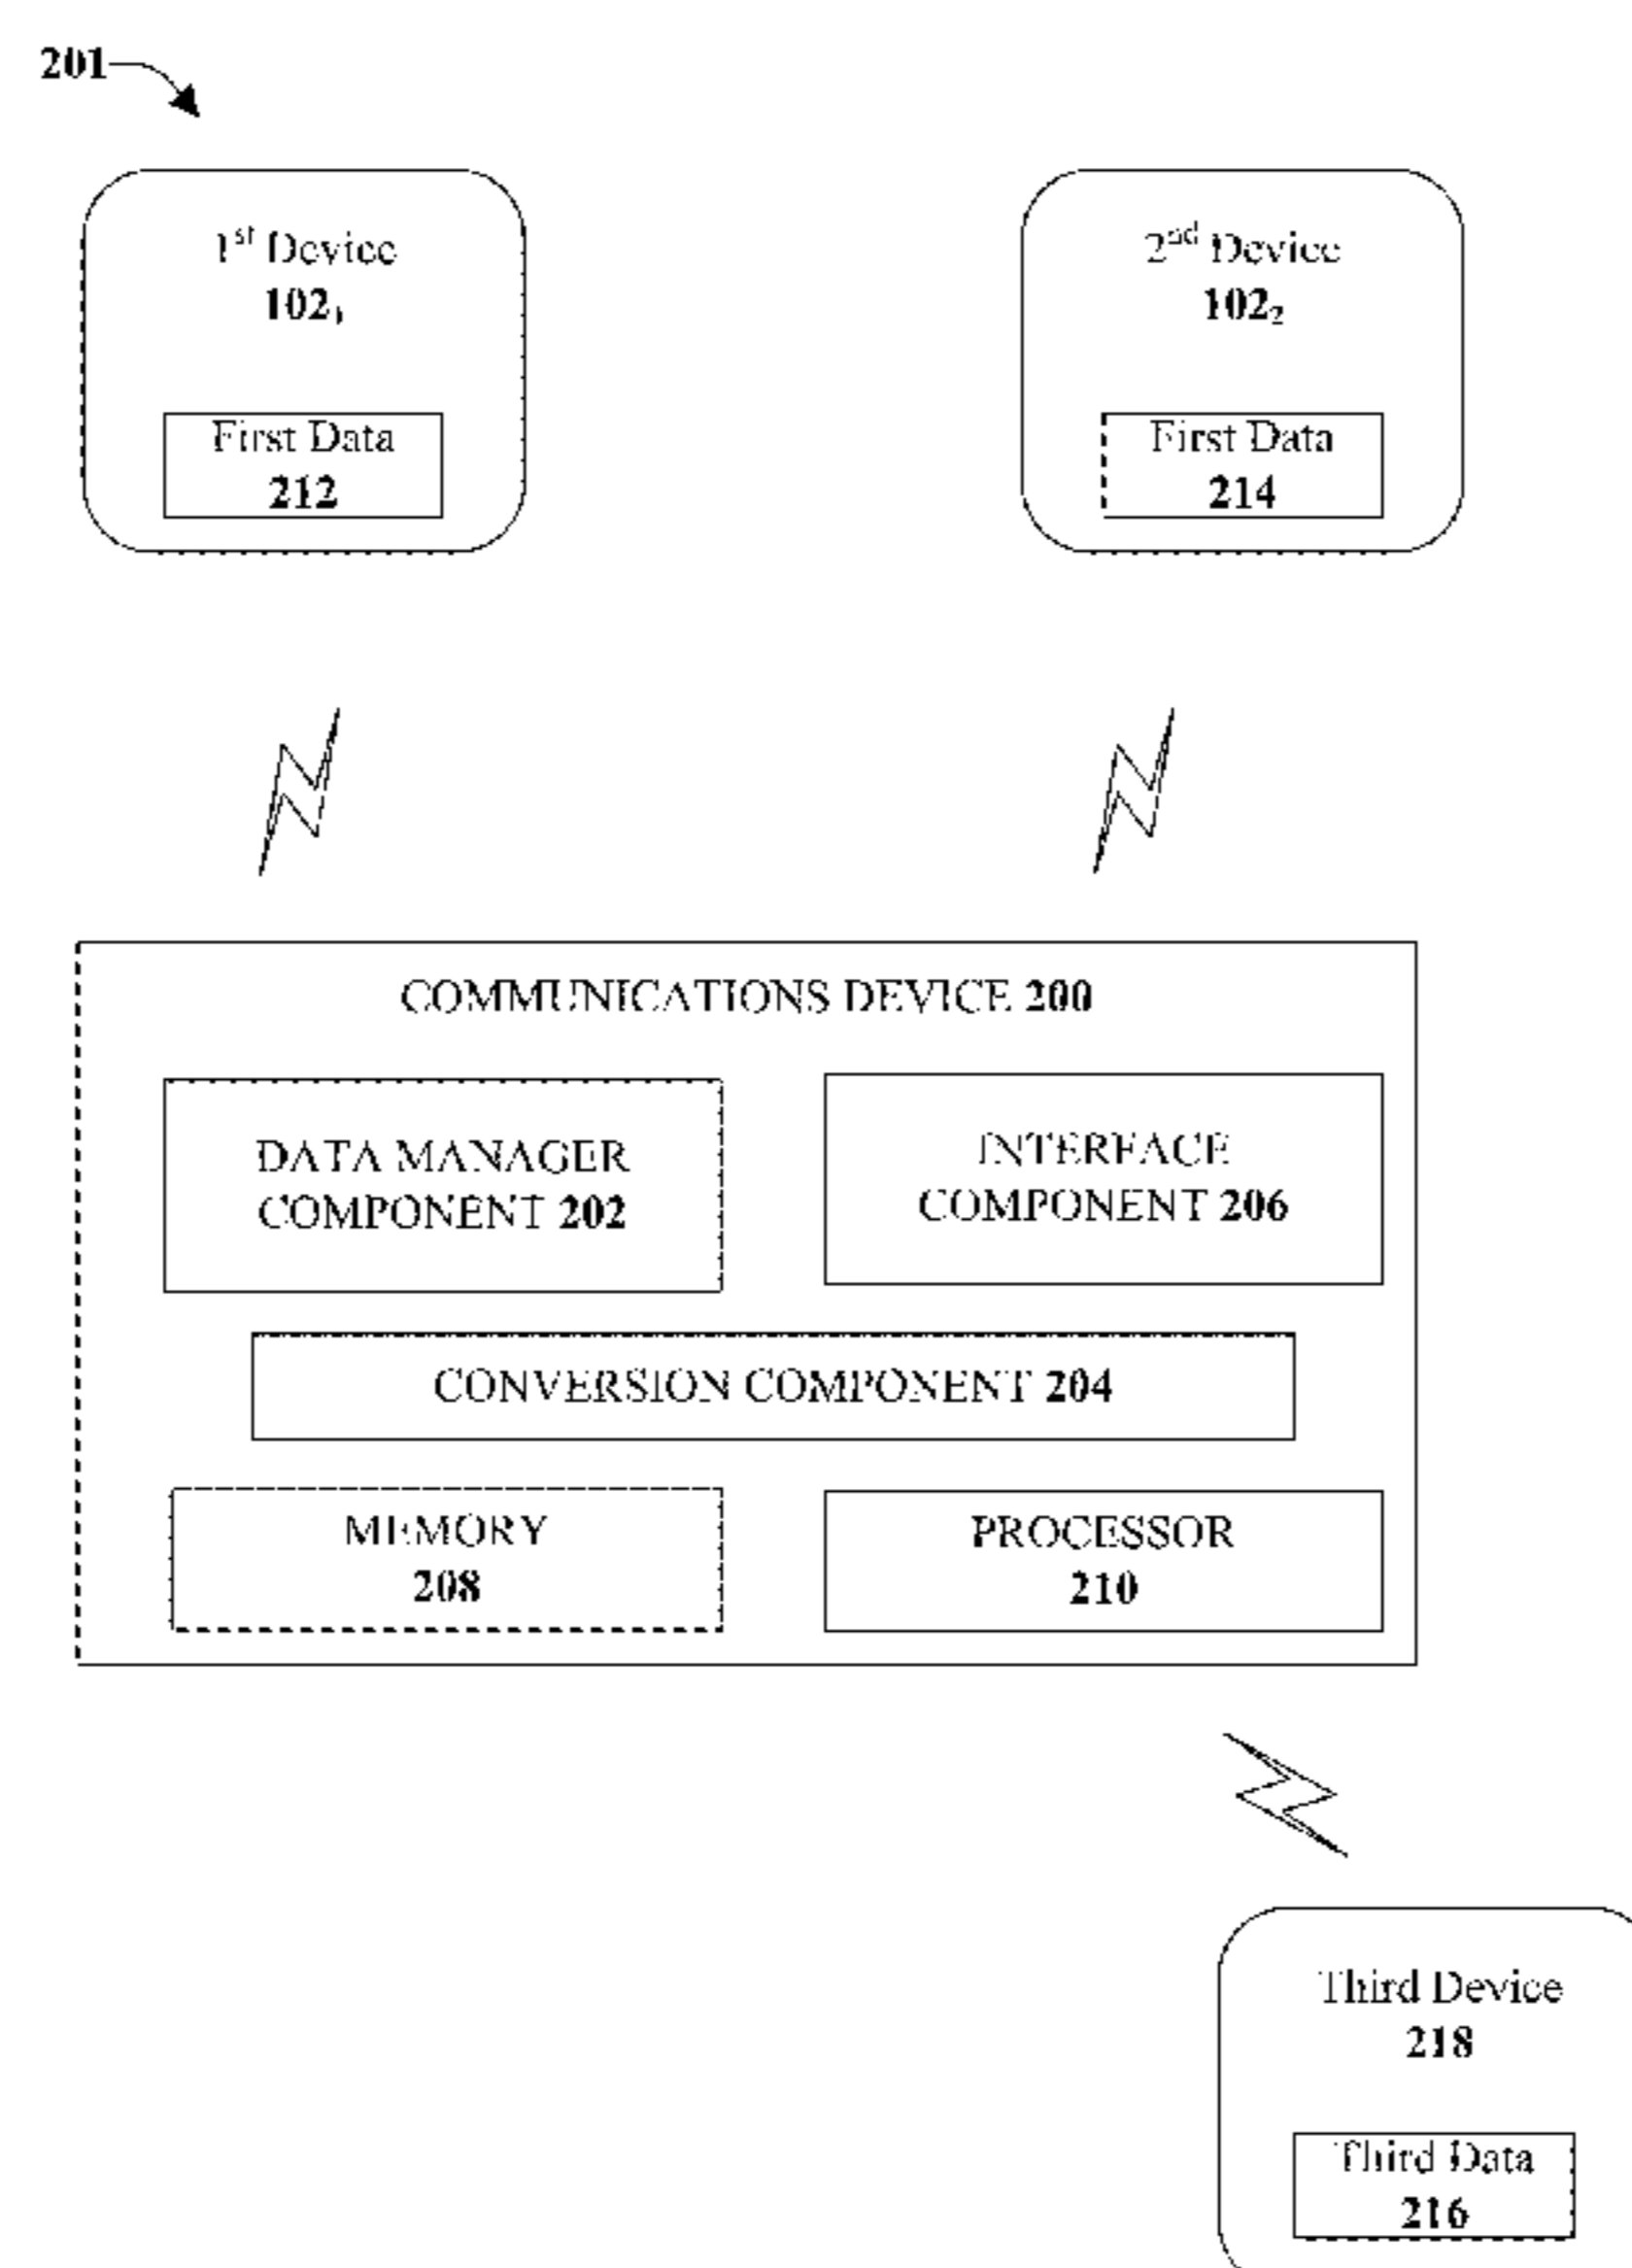 201
1st Device
102₁
First Data
212
2nd Device
102₂
First Data
214
COMMUNICATIONS DEVICE 200
DATA MANAGER
COMPONENT 202
INTERFACE
COMPONENT 206
CONVERSION COMPONENT 204
MEMORY
208
PROCESSOR
210
Third Device
218
Third Data
216